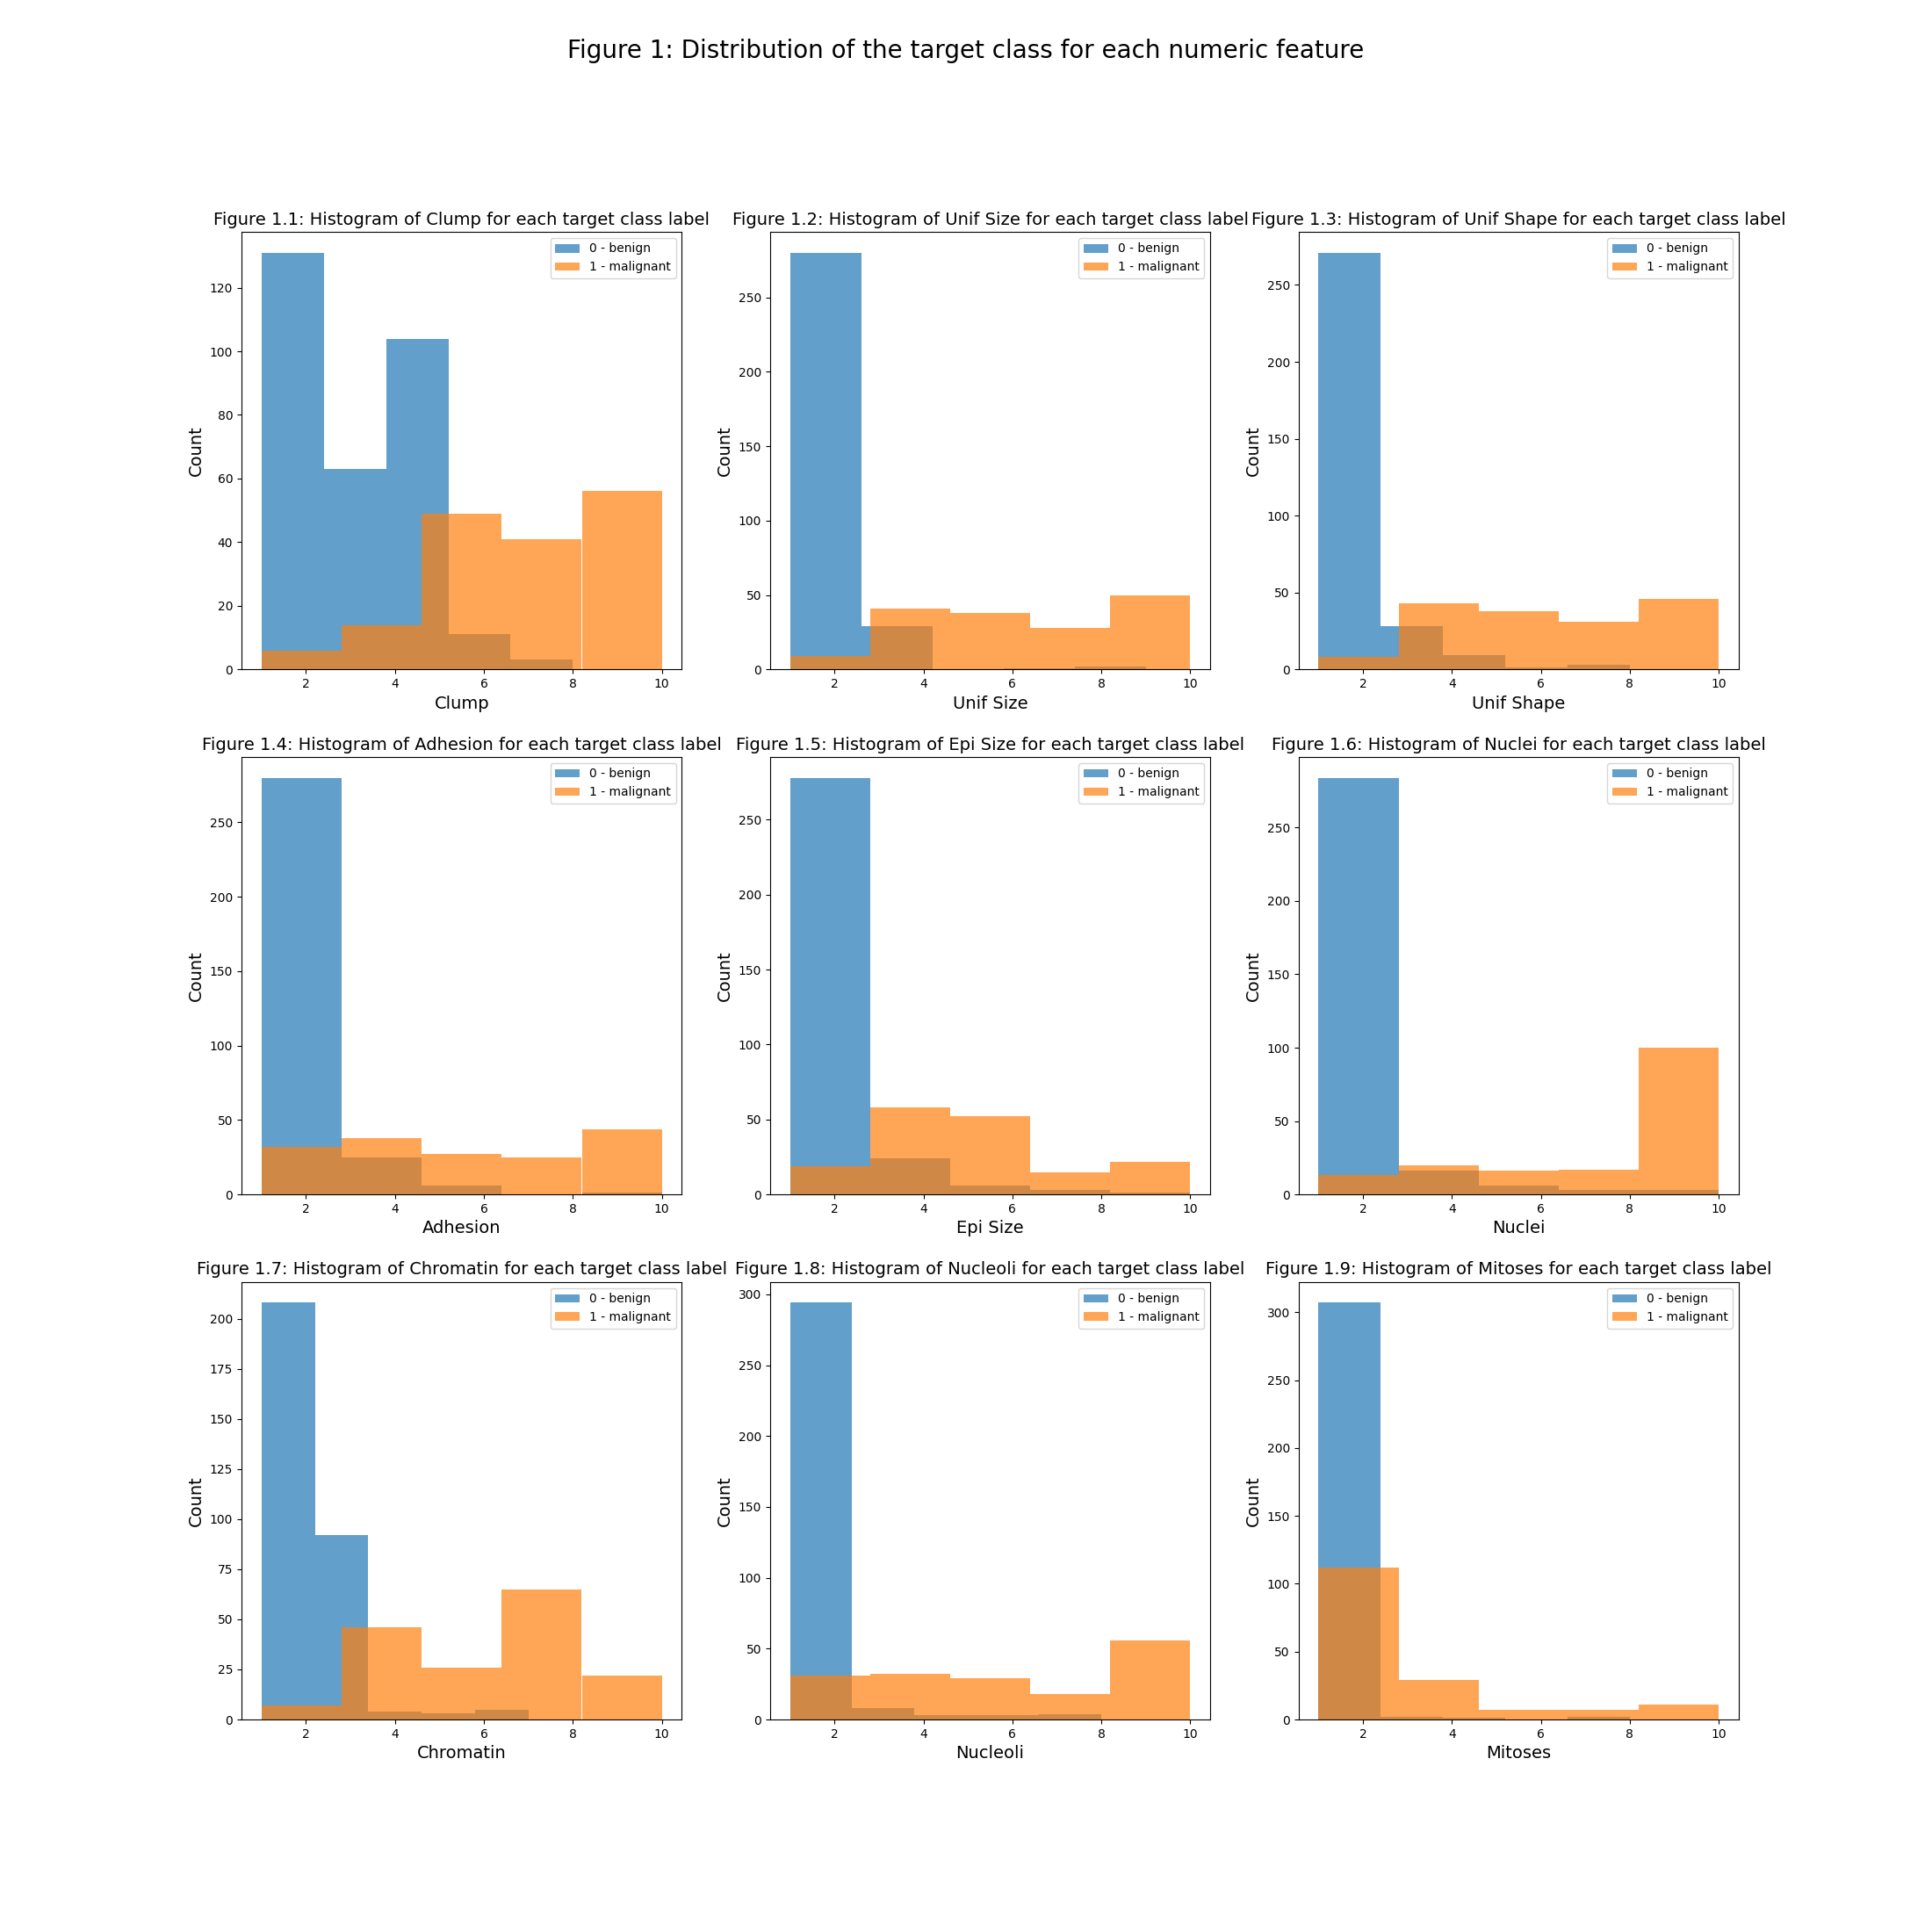 Figure 1: Distribution of the target class for each numeric feature
Figure 1.1: Histogram of Clump for each target class label
0 - benign
1 - malignant
120
100
80
60
40
20
0
Count
2 4 6 8 10
Clump
Figure 1.2: Histogram of Unif Size for each target class label
0 - benign
1 - malignant
250
200
150
100
50
0
Count
2 4 6 8 10
Unif Size
Figure 1.3: Histogram of Unif Shape for each target class label
0 - benign
1 - malignant
250
200
150
100
50
0
Count
2 4 6 8 10
Unif Shape
Figure 1.4: Histogram of Adhesion for each target class label
0 - benign
1 - malignant
250
200
150
100
50
0
Count
2 4 6 8 10
Adhesion
Figure 1.5: Histogram of Epi Size for each target class label
0 - benign
1 - malignant
250
200
150
100
50
0
Count
2 4 6 8 10
Epi Size
Figure 1.6: Histogram of Nuclei for each target class label
0 - benign
1 - malignant
250
200
150
100
50
0
Count
2 4 6 8 10
Nuclei
Figure 1.7: Histogram of Chromatin for each target class label
0 - benign
1 - malignant
200
175
150
125
100
75
50
25
0
Count
2 4 6 8 10
Chromatin
Figure 1.8: Histogram of Nucleoli for each target class label
0 - benign
1 - malignant
300
250
200
150
100
50
0
Count
2 4 6 8 10
Nucleoli
Figure 1.9: Histogram of Mitoses for each target class label
0 - benign
1 - malignant
300
250
200
150
100
50
0
Count
2 4 6 8 10
Mitoses